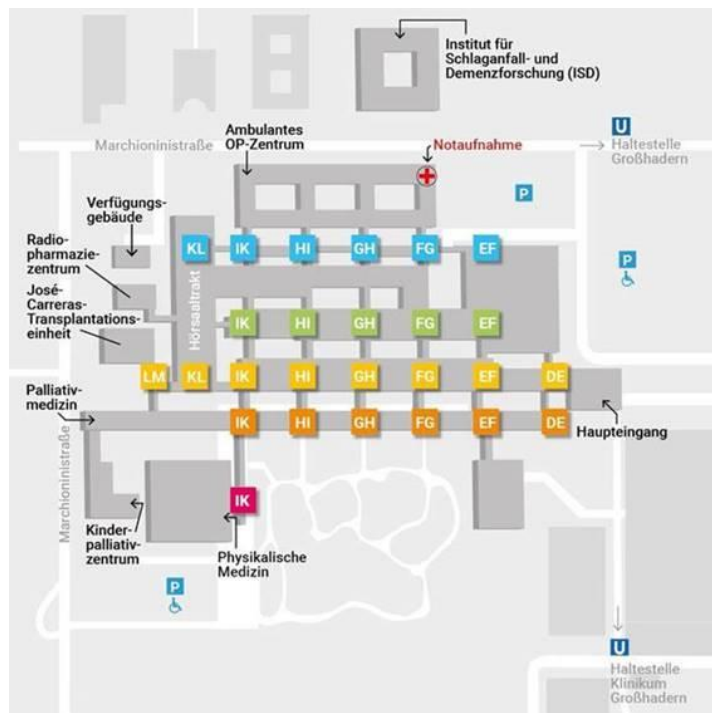 Institut für
Schlaganfall- und
Demenzforschung (ISD)
Marchioninistraße
Ambulantes
OP-Zentrum
Notaufnahme
U
Haltestelle
Großhadern
P
Verfügungs-
gebäude
Radio-
pharmazie-
zentrum
José-
Carreras-
Transplantations-
einheit
KL IK HI GH FG EF
P
Hörsaaltrakt
IK HI GH FG EF
LM KL IK HI GH FG EF DE
Palliativ-
medizin
IK HI GH FG EF DE
Haupteingang
Marchioninistraße
IK
Kinder-
palliativ-
zentrum
Physikalische
Medizin
P
U
Haltestelle
Klinikum
Großhadern